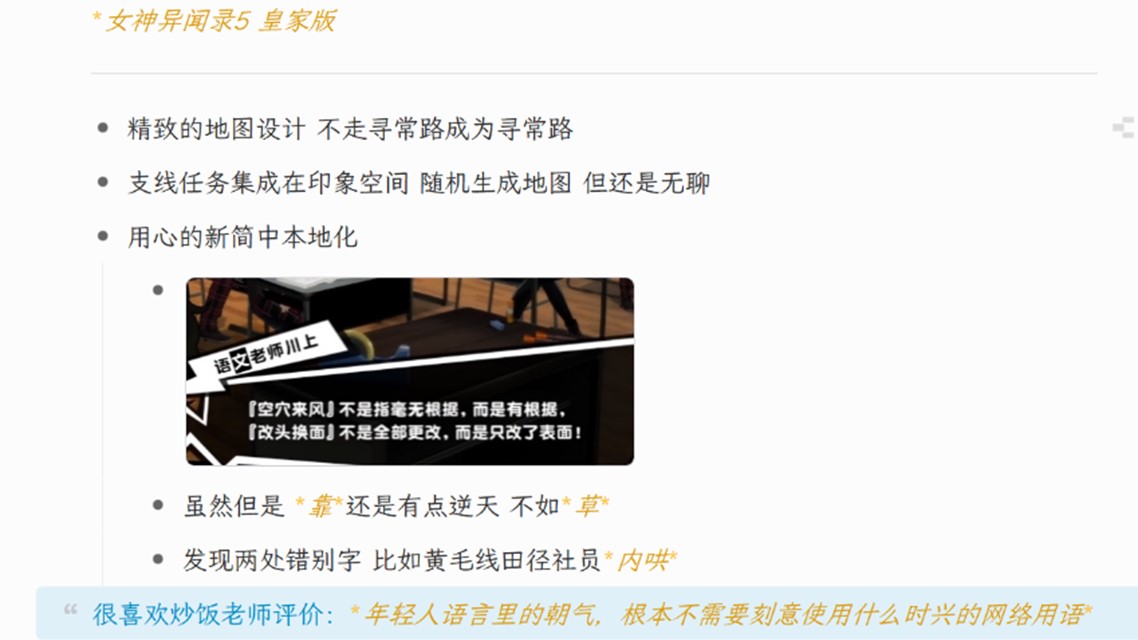 *女神异闻录5 皇家版
精致的地图设计 不走寻常路成为寻常路
支线任务集成在印象空间 随机生成地图 但还是无聊
用心的新简中本地化
语文老师川上
『空穴来风』不是指毫无根据，而是有根据，
『改头换面』不是全部更改，而是只改了表面！
虽然但是 *靠*还是有点逆天 不如*草*
发现两处错别字 比如黄毛线田径社员*内哄*
“ 很喜欢炒饭老师评价：*年轻人语言里的朝气，根本不需要刻意使用什么时兴的网络用语*